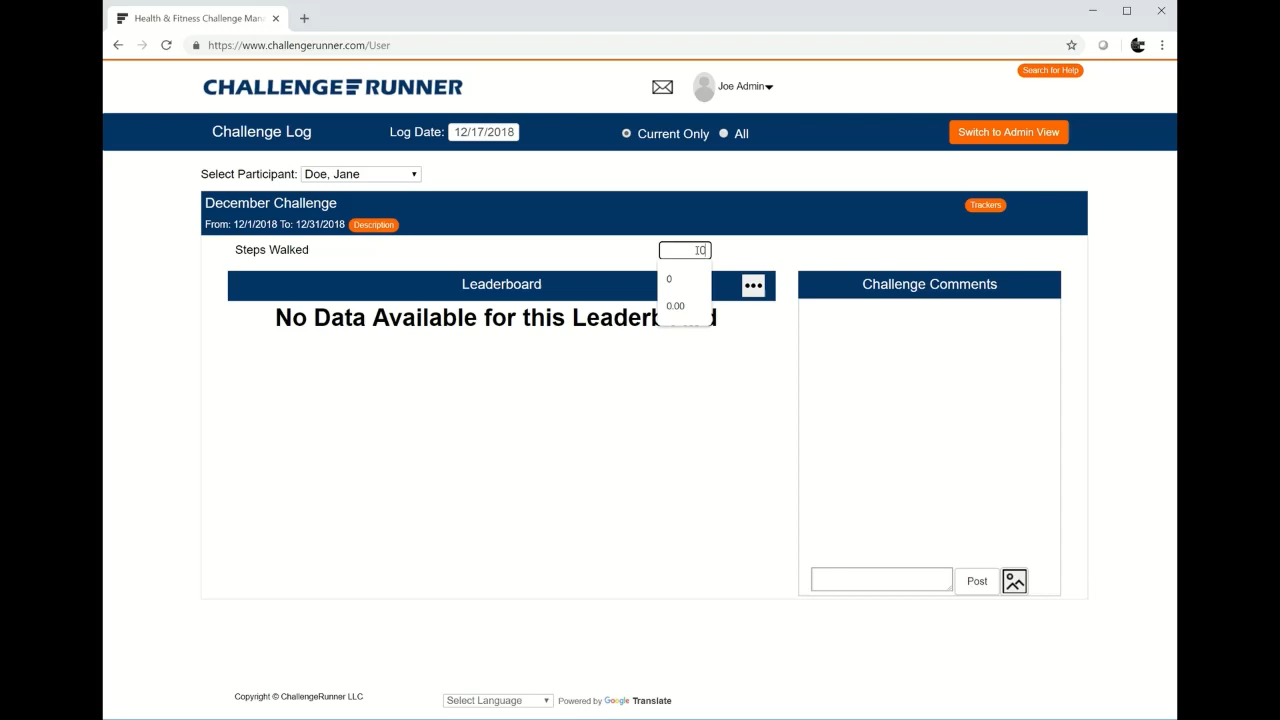 Health & Fitness Challenge Man
https://www.challengerunner.com/User
Search for Help
CHALLENGE RUNNER
Joe Admin
Challenge Log
Log Date: 12/17/2018
Current Only
All
Switch to Admin View
Select Participant: Doe, Jane
December Challenge
Trackers
From: 12/1/2018 To: 12/31/2018 Description
Steps Walked
0
0
0.00
Leaderboard
•••
Challenge Comments
No Data Available for this Leaderb d
Post
Copyright © ChallengeRunner LLC
Select Language
Powered by Google Translate